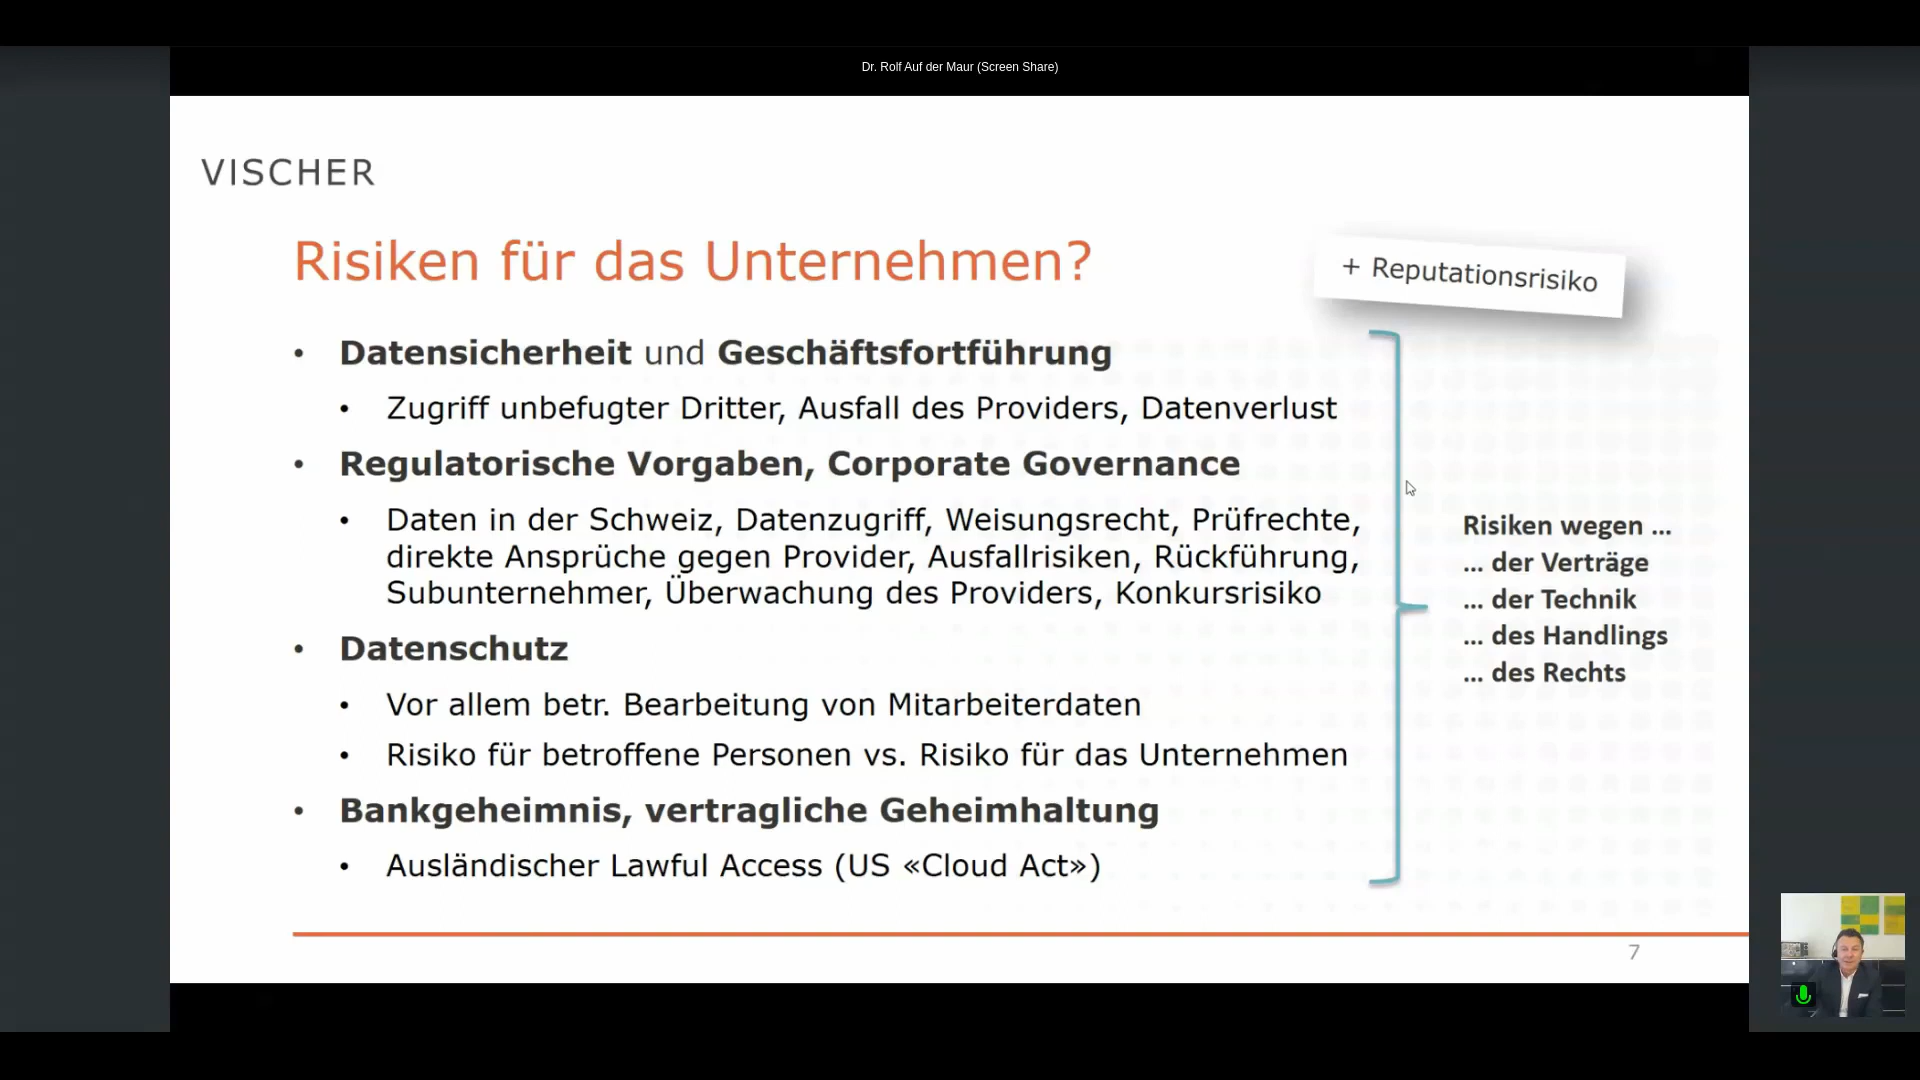 Dr. Rolf Auf der Maur (Screen Share)
VISCHER
Risiken für das Unternehmen?
+ Reputationsrisiko
• Datensicherheit und Geschäftsfortführung
• Zugriff unbefugter Dritter, Ausfall des Providers, Datenverlust
• Regulatorische Vorgaben, Corporate Governance
• Daten in der Schweiz, Datenzugriff, Weisungsrecht, Prüfrechte,
direkte Ansprüche gegen Provider, Ausfallrisiken, Rückführung,
Subunternehmer, Überwachung des Providers, Konkursrisiko
• Datenschutz
• Vor allem betr. Bearbeitung von Mitarbeiterdaten
• Risiko für betroffene Personen vs. Risiko für das Unternehmen
• Bankgeheimnis, vertragliche Geheimhaltung
• Ausländischer Lawful Access (US «Cloud Act»)
Risiken wegen ...
... der Verträge
... der Technik
... des Handlings
... des Rechts
7